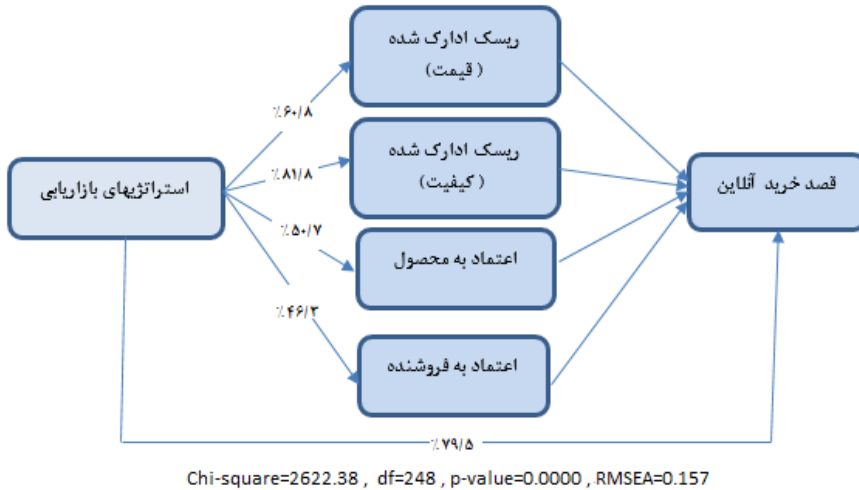 ریسک ادارک شده
( قیمت)
٪۶۰/۸
ریسک ادارک شده
( کیفیت)
٪۸۱/۸
استراتژیهای بازاریابی
قصد خرید آنلاین
٪۵۰/۷
اعتماد به محصول
٪۴۶/۳
اعتماد به فروشنده
٪۷۹/۵
Chi-square=2622.38 , df=248 , p-value=0.0000 , RMSEA=0.157